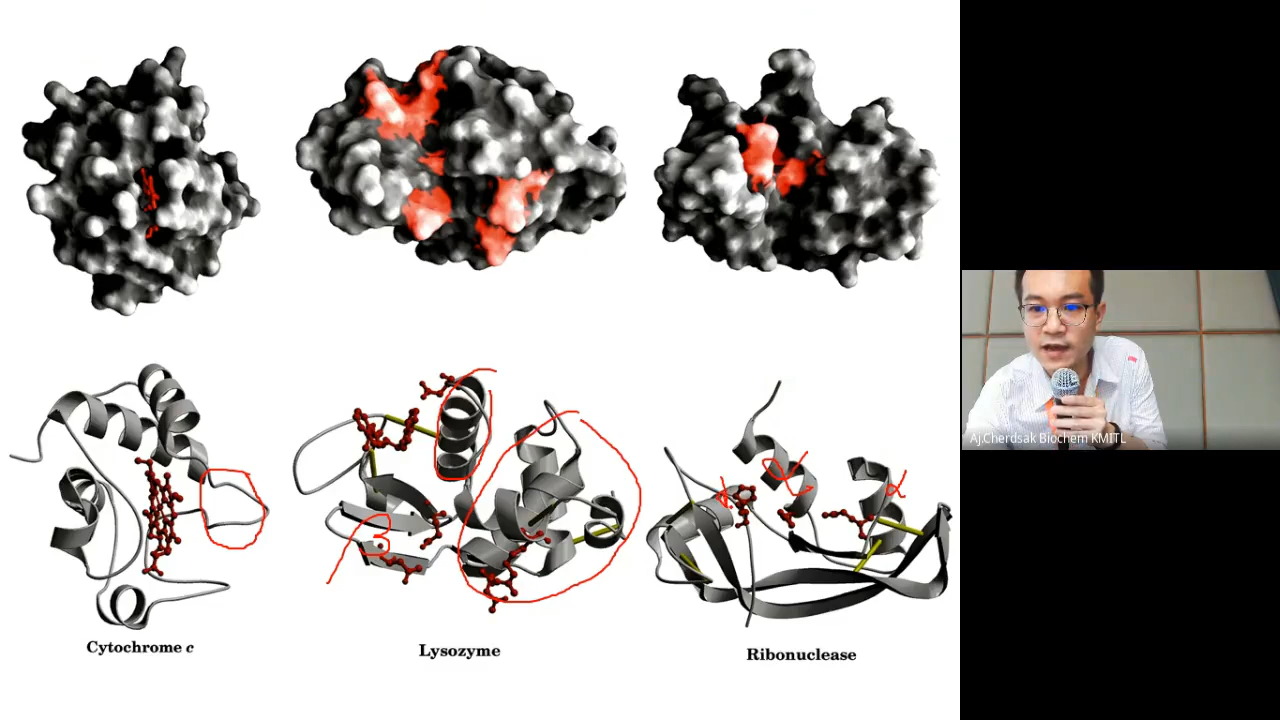 Cytochrome c
Lysozyme
Ribonuclease
β
α
α
α
Aj.Cherdsak Biochem KMITL